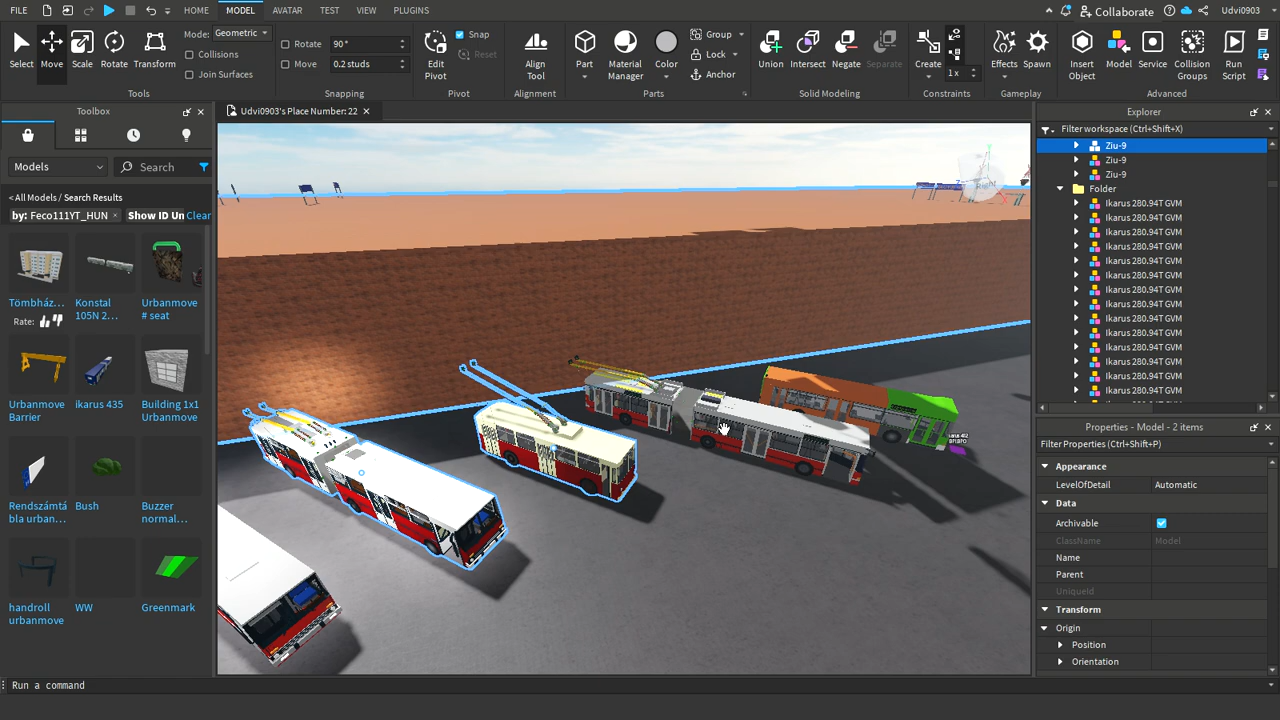 FILE HOME MODEL AVATAR TEST VIEW PLUGINS Collaborate Udvi0903
Select Move Scale Rotate Transform
Mode: Geometric
Collisions
Join Surfaces
Tools
Rotate 90°
Move 0.2 studs
Snapping
Edit Pivot
Snap
Reset
Pivot
Align Tool
Alignment
Part Material Manager Color
Group
Lock
Anchor
Parts
Union Intersect Negate Separate
Solid Modeling
Create
1 x
Constraints
Effects Spawn
Gameplay
Insert Object Model Service Collision Groups Run Script
Advanced
Toolbox
Models
Search
< All Models / Search Results
by: Feco111YT_HUN × Show ID Un Clear
Tömbház...
Rate:
Konstal 105N 2...
Urbanmove # seat
Urbanmove Barrier
ikarus 435
Building 1x1 Urbanmove
Rendszámtá bla urban...
Bush
Buzzer normal...
handroll urbanmove
WW
Greenmark
Udvi0903's Place Number: 22 ×
Right
Explorer
Filter workspace (Ctrl+Shift+X)
Ziu-9
Ziu-9
Ziu-9
Folder
Ikarus 280.94T GVM
Ikarus 280.94T GVM
Ikarus 280.94T GVM
Ikarus 280.94T GVM
Ikarus 280.94T GVM
Ikarus 280.94T GVM
Ikarus 280.94T GVM
Ikarus 280.94T GVM
Ikarus 280.94T GVM
Ikarus 280.94T GVM
Ikarus 280.94T GVM
Ikarus 280.94T GVM
Ikarus 280.94T GVM
Ikarus 280.94T GVM
Properties - Model - 2 items
Filter Properties (Ctrl+Shift+P)
Appearance
LevelOfDetail Automatic
Data
Archivable
ClassName Model
Name
Parent
UniqueId
Transform
Origin
Position
Orientation
Run a command